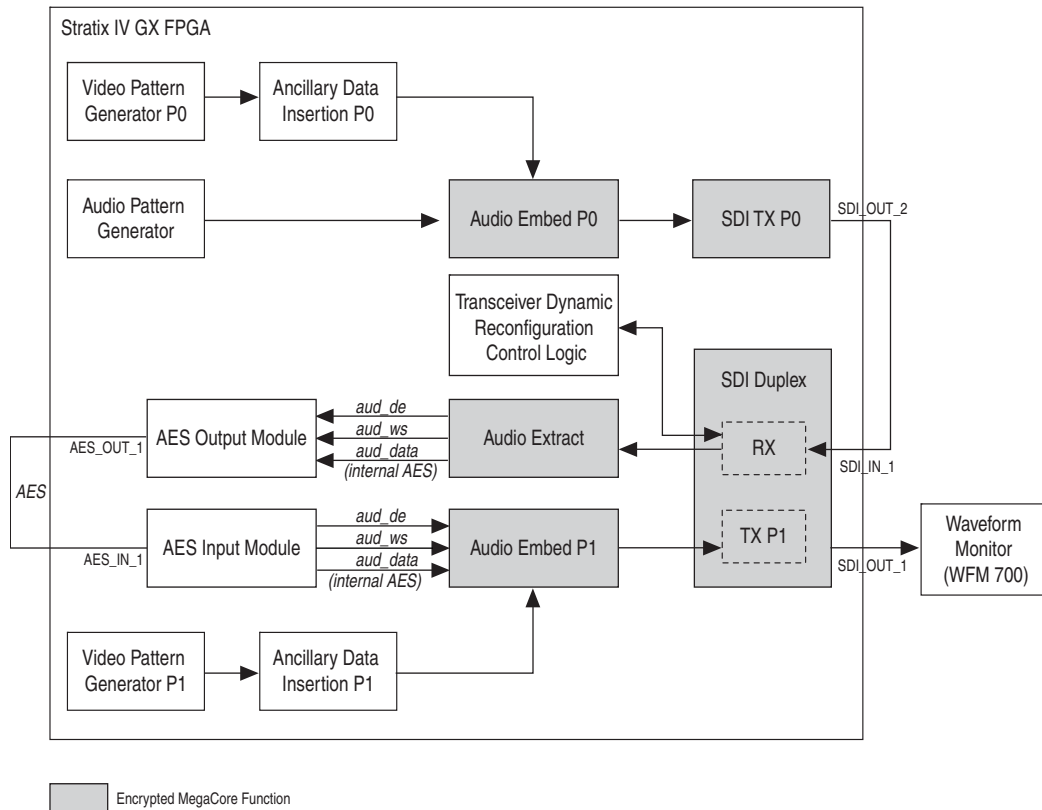 Stratix IV GX FPGA
Video Pattern
Generator P0
Ancillary Data
Insertion P0
Audio Pattern
Generator
Audio Embed P0
SDI TX P0
SDI_OUT_2
Transceiver Dynamic
Reconfiguration
Control Logic
SDI Duplex
RX
SDI_IN_1
AES_OUT_1
AES Output Module
aud_de
aud_ws
aud_data
(internal AES)
Audio Extract
AES
AES_IN_1
AES Input Module
aud_de
aud_ws
aud_data
(internal AES)
Audio Embed P1
TX P1
SDI_OUT_1
Waveform
Monitor
(WFM 700)
Video Pattern
Generator P1
Ancillary Data
Insertion P1
Encrypted MegaCore Function